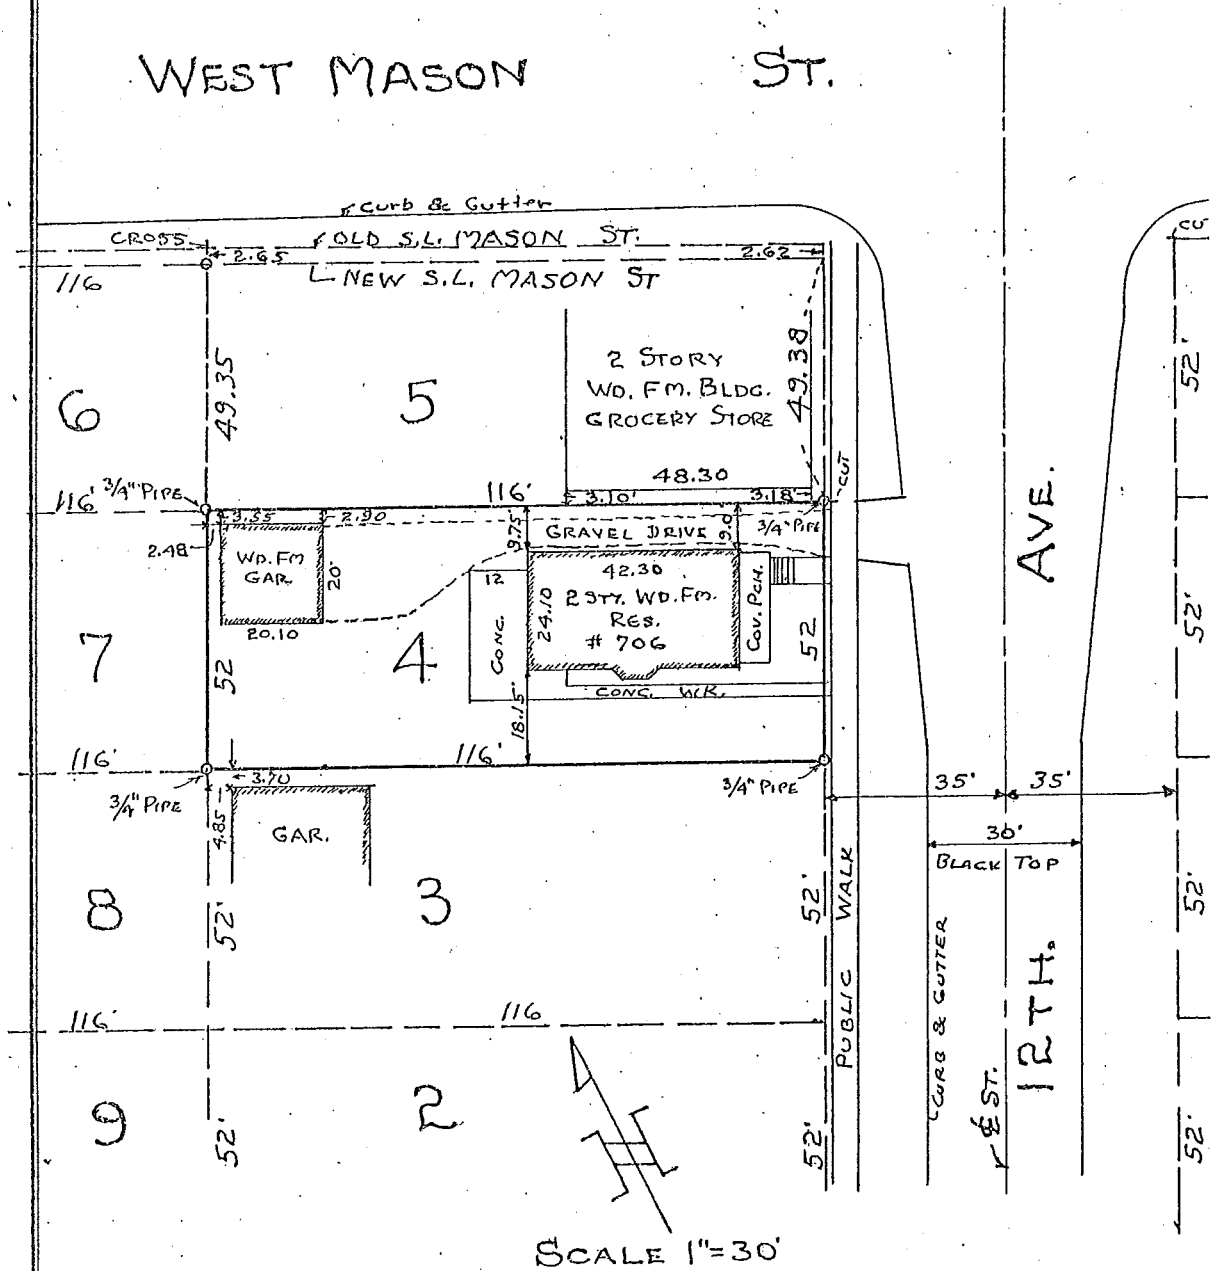 WEST MASON ST.
Curb & Gutter
CROSS
OLD S.L. MASON ST.
2.65
2.62
NEW S.L. MASON ST
116
49.35
49.38
2 STORY
WD. FM. BLDG.
GROCERY STORE
6
5
52'
48.30
CUT
116'
3/4" PIPE
116'
3.10'
3.18'
3/4" PIPE
3.35
2.90
2.48
9.75
9.0
GRAVEL DRIVE
WD. FM
GAR.
20'
20.10
12
CONC.
42.30
24.10
2 STY. WD. FM.
RES.
# 706
COV. PCH.
52
52
52'
7
4
CONC. WK.
18.15'
116'
116'
3/4" PIPE
3.70
4.85
GAR.
3/4" PIPE
35'
35'
30'
BLACK TOP
AVE.
12TH.
8
3
52'
52'
52'
PUBLIC WALK
CURB & GUTTER
116'
116
9
2
52'
52'
52'
℄ ST.
SCALE 1"=30'